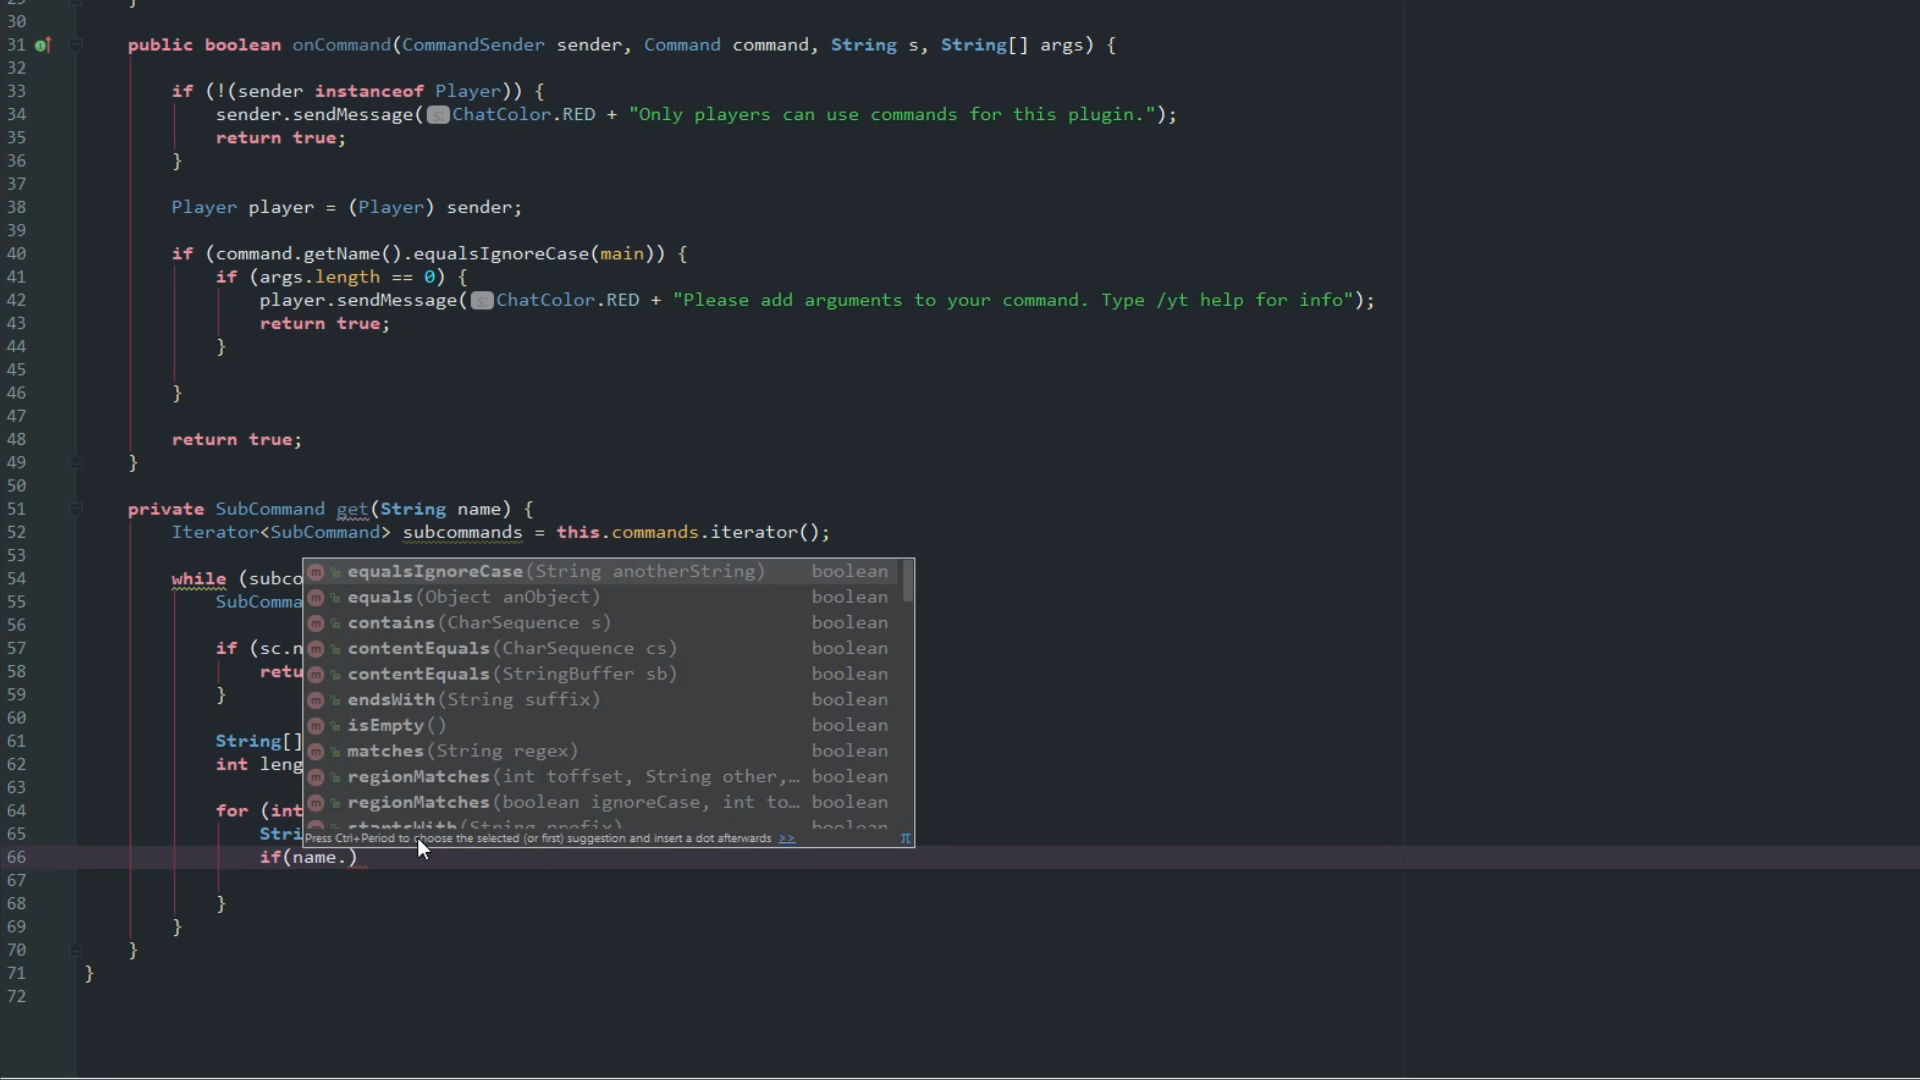 29 }
30
31 public boolean onCommand(CommandSender sender, Command command, String s, String[] args) {
32
33 if (!(sender instanceof Player)) {
34 sender.sendMessage( s: ChatColor.RED + "Only players can use commands for this plugin.");
35 return true;
36 }
37
38 Player player = (Player) sender;
39
40 if (command.getName().equalsIgnoreCase(main)) {
41 if (args.length == 0) {
42 player.sendMessage( s: ChatColor.RED + "Please add arguments to your command. Type /yt help for info");
43 return true;
44 }
45
46 }
47
48 return true;
49 }
50
51 private SubCommand get(String name) {
52 Iterator<SubCommand> subcommands = this.commands.iterator();
53
54 while (subco
55 SubComma
56
57 if (sc.n
58 retu
59 }
60
61 String[]
62 int leng
63
64 for (int
65 Stri
66 if(name.)
67
68 }
69 }
70 }
71 }
72
equalsIgnoreCase(String anotherString) boolean
equals(Object anObject) boolean
contains(CharSequence s) boolean
contentEquals(CharSequence cs) boolean
contentEquals(StringBuffer sb) boolean
endsWith(String suffix) boolean
isEmpty() boolean
matches(String regex) boolean
regionMatches(int toffset, String other,… boolean
regionMatches(boolean ignoreCase, int to… boolean
startsWith(String prefix) boolean
Press Ctrl+Period to choose the selected (or first) suggestion and insert a dot afterwards >> π